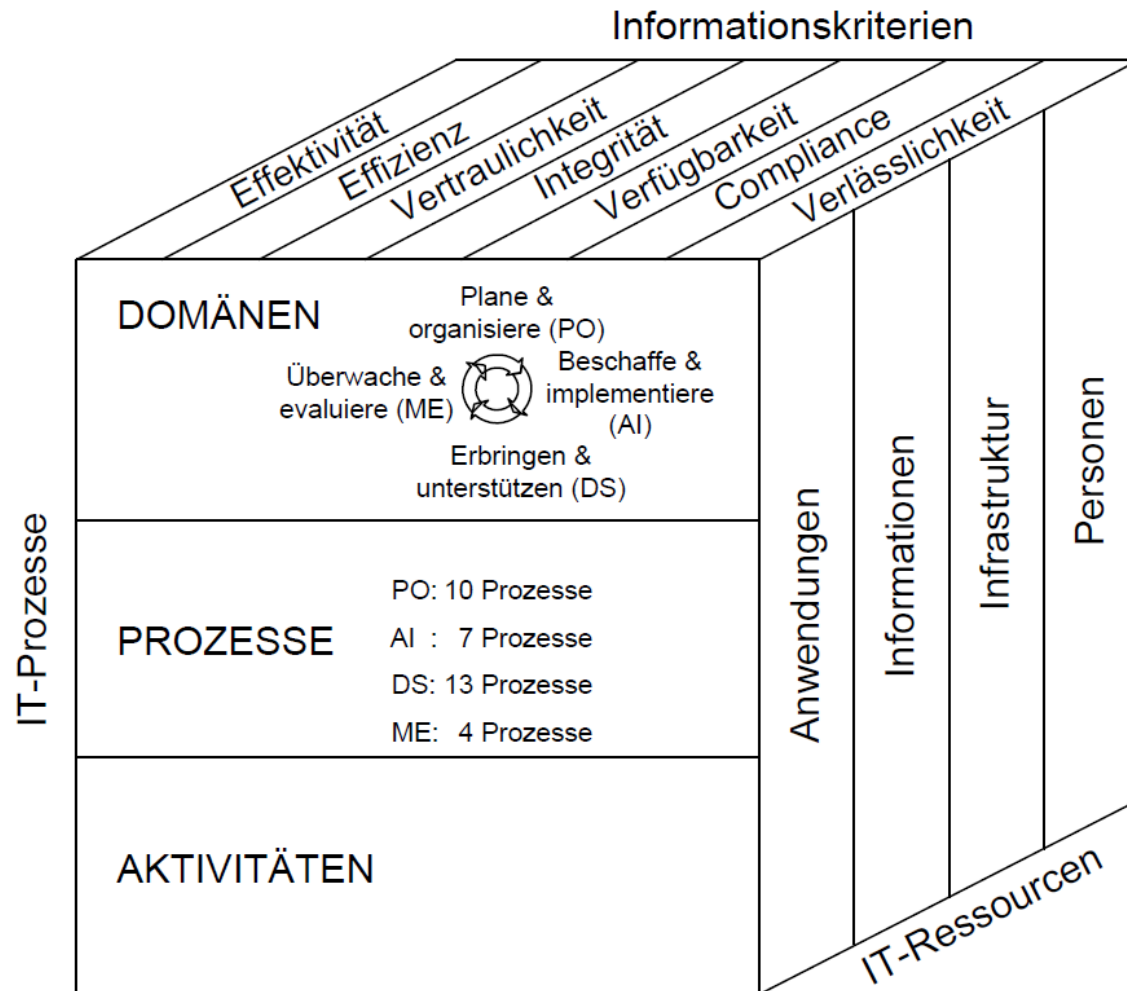 Informationskriterien
Effektivität
Effizienz
Vertraulichkeit
Integrität
Verfügbarkeit
Compliance
Verlässlichkeit
DOMÄNEN
Plane &
organisiere (PO)
Beschaffe &
implementiere
(AI)
Überwache &
evaluiere (ME)
Erbringen &
unterstützen (DS)
IT-Prozesse
PROZESSE
PO: 10 Prozesse
AI : 7 Prozesse
DS: 13 Prozesse
ME: 4 Prozesse
AKTIVITÄTEN
Anwendungen
Informationen
Infrastruktur
Personen
IT-Ressourcen